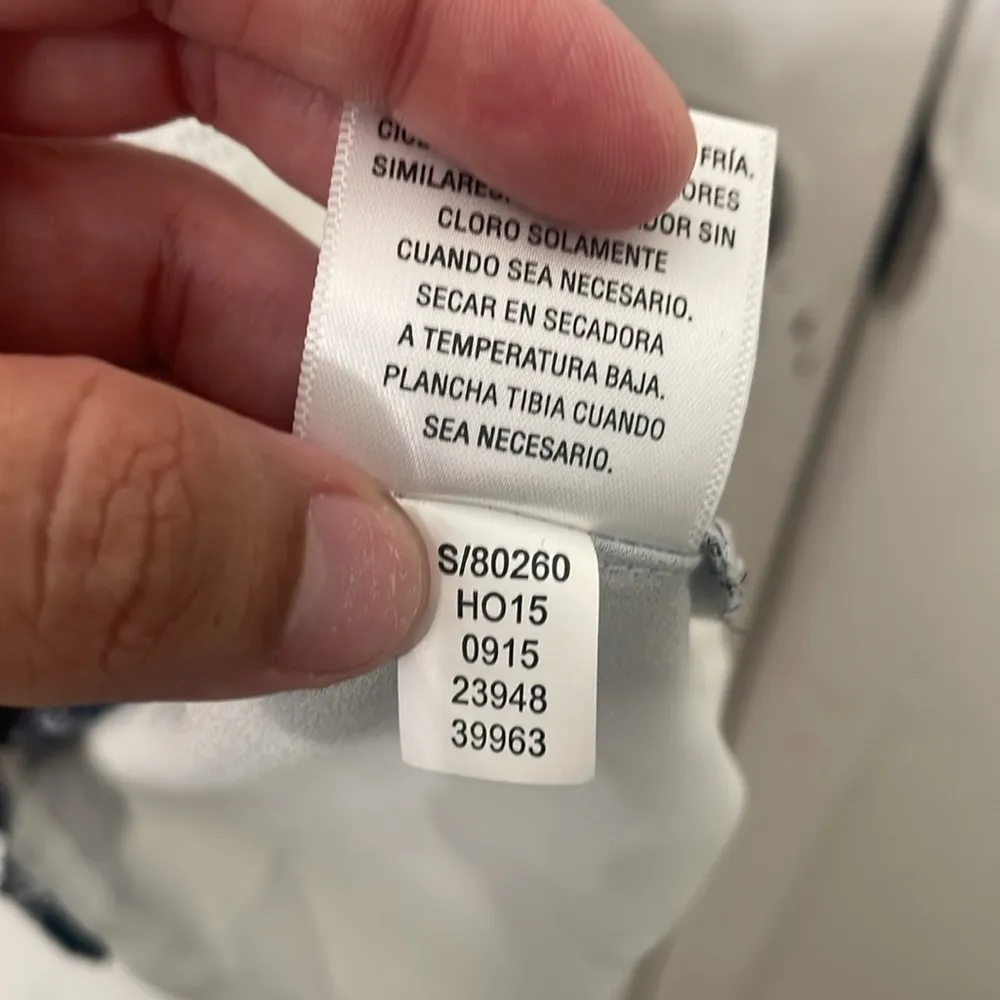 FRÍA.
ORES
DOR SIN
CLORO SOLAMENTE
CUANDO SEA NECESARIO.
SECAR EN SECADORA
A TEMPERATURA BAJA.
PLANCHA TIBIA CUANDO
SEA NECESARIO.
S/80260
HO15
0915
23948
39963